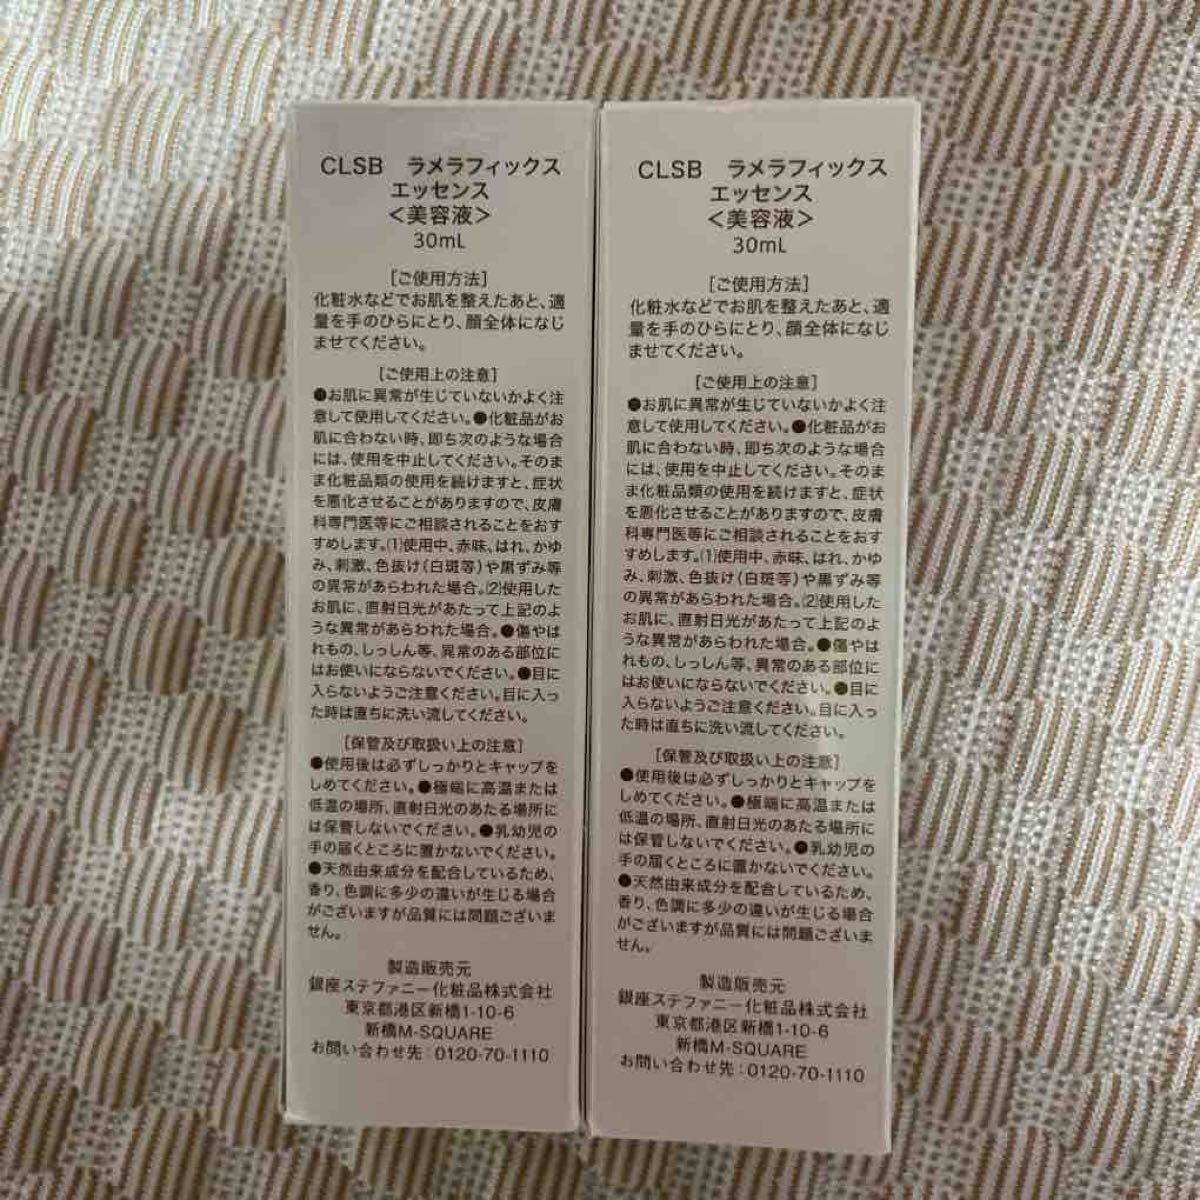 CLSB ラメラフィックス
エッセンス
＜美容液＞
30mL
［ご使用方法］
化粧水などでお肌を整えたあと、適
量を手のひらにとり、顔全体になじ
ませてください。
［ご使用上の注意］
●お肌に異常が生じていないかよく注
意して使用してください。●化粧品がお
肌に合わない時、即ち次のような場合
には、使用を中止してください。そのま
ま化粧品類の使用を続けますと、症状
を悪化させることがありますので、皮膚
科専門医等にご相談されることをおす
すめします。(1)使用中、赤味、はれ、かゆ
み、刺激、色抜け（白斑等）や黒ずみ等
の異常があらわれた場合。(2)使用した
お肌に、直射日光があたって上記のよ
うな異常があらわれた場合。●傷やは
れもの、しっしん等、異常のある部位に
はお使いにならないでください。●目に
入らないようご注意ください。目に入っ
た時は直ちに洗い流してください。
［保管及び取扱い上の注意］
●使用後は必ずしっかりとキャップを
しめてください。●極端に高温または
低温の場所、直射日光のあたる場所に
は保管しないでください。●乳幼児の
手の届くところに置かないでください。
●天然由来成分を配合しているため、
香り、色調に多少の違いが生じる場合
がございますが品質には問題ございま
せん。
製造販売元
銀座ステファニー化粧品株式会社
東京都港区新橋1-10-6
新橋M-SQUARE
お問い合わせ先：0120-70-1110
CLSB ラメラフィックス
エッセンス
＜美容液＞
30mL
［ご使用方法］
化粧水などでお肌を整えたあと、適
量を手のひらにとり、顔全体になじ
ませてください。
［ご使用上の注意］
●お肌に異常が生じていないかよく注
意して使用してください。●化粧品がお
肌に合わない時、即ち次のような場合
には、使用を中止してください。そのま
ま化粧品類の使用を続けますと、症状
を悪化させることがありますので、皮膚
科専門医等にご相談されることをおす
すめします。(1)使用中、赤味、はれ、かゆ
み、刺激、色抜け（白斑等）や黒ずみ等
の異常があらわれた場合。(2)使用した
お肌に、直射日光があたって上記のよ
うな異常があらわれた場合。●傷やは
れもの、しっしん等、異常のある部位に
はお使いにならないでください。●目に
入らないようご注意ください。目に入っ
た時は直ちに洗い流してください。
［保管及び取扱い上の注意］
●使用後は必ずしっかりとキャップを
しめてください。●極端に高温または
低温の場所、直射日光のあたる場所に
は保管しないでください。●乳幼児の
手の届くところに置かないでください。
●天然由来成分を配合しているため、
香り、色調に多少の違いが生じる場合
がございますが品質には問題ございま
せん。
製造販売元
銀座ステファニー化粧品株式会社
東京都港区新橋1-10-6
新橋M-SQUARE
お問い合わせ先：0120-70-1110